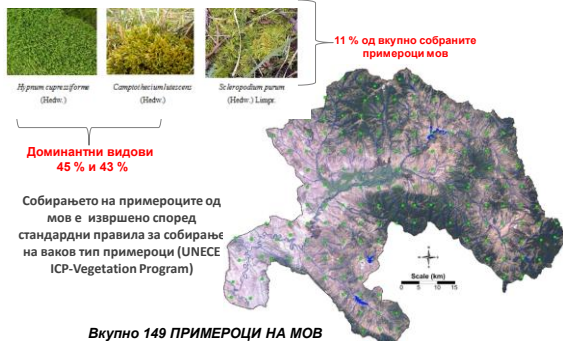 11 % од вкупно собраните
примероци мов
Hypnum cupressiforme
(Hedw.)
Camptothecium lutescens
(Hedw.)
Scleropodium purum
(Hedw.) Limpr.
Доминантни видови
45 % и 43 %
Собирањето на примероците од
мов е извршено според
стандардни правила за собирање
на ваков тип примероци (UNECE
ICP-Vegetation Program)
Scale (km)
0 5 10 15
Вкупно 149 ПРИМЕРОЦИ НА МОВ